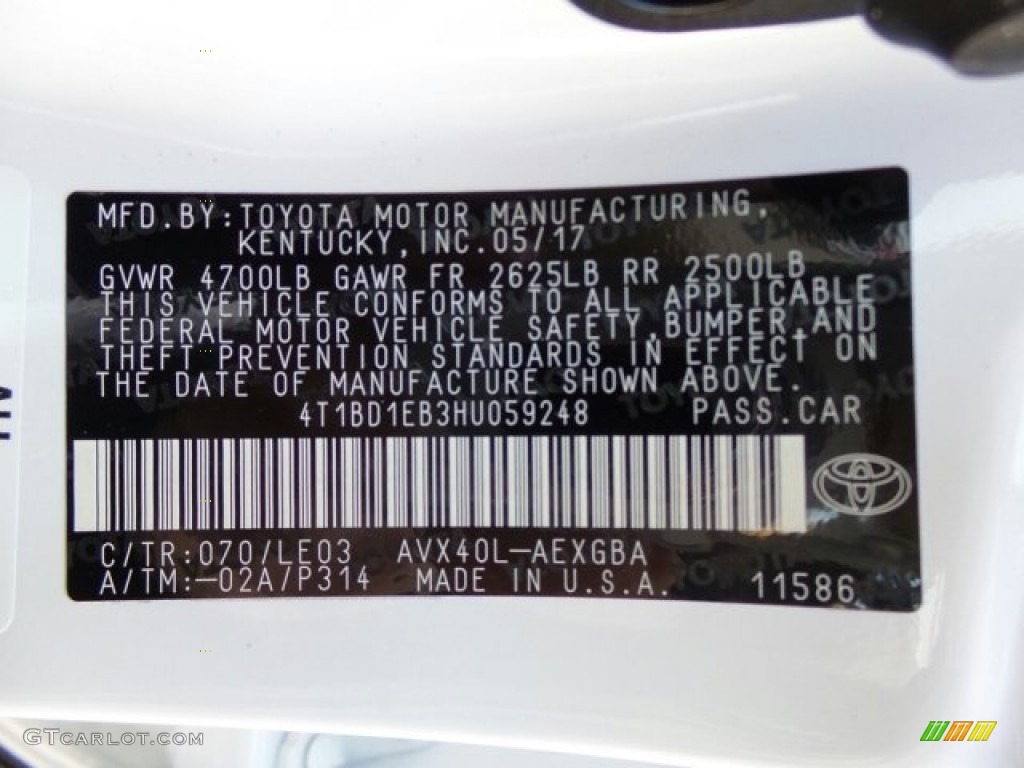 MFD.BY:TOYOTA MOTOR MANUFACTURING,
KENTUCKY,INC.05/17
GVWR 4700LB GAWR FR 2625LB RR 2500LB
THIS VEHICLE CONFORMS TO ALL APPLICABLE
FEDERAL MOTOR VEHICLE SAFETY,BUMPER,AND
THEFT PREVENTION STANDARDS IN EFFECT ON
THE DATE OF MANUFACTURE SHOWN ABOVE.
4T1BD1EB3HU059248 PASS.CAR
C/TR:070/LE03 AVX40L-AEXGBA
A/TM:-02A/P314 MADE IN U.S.A. 11586
GTCARLOT.COM